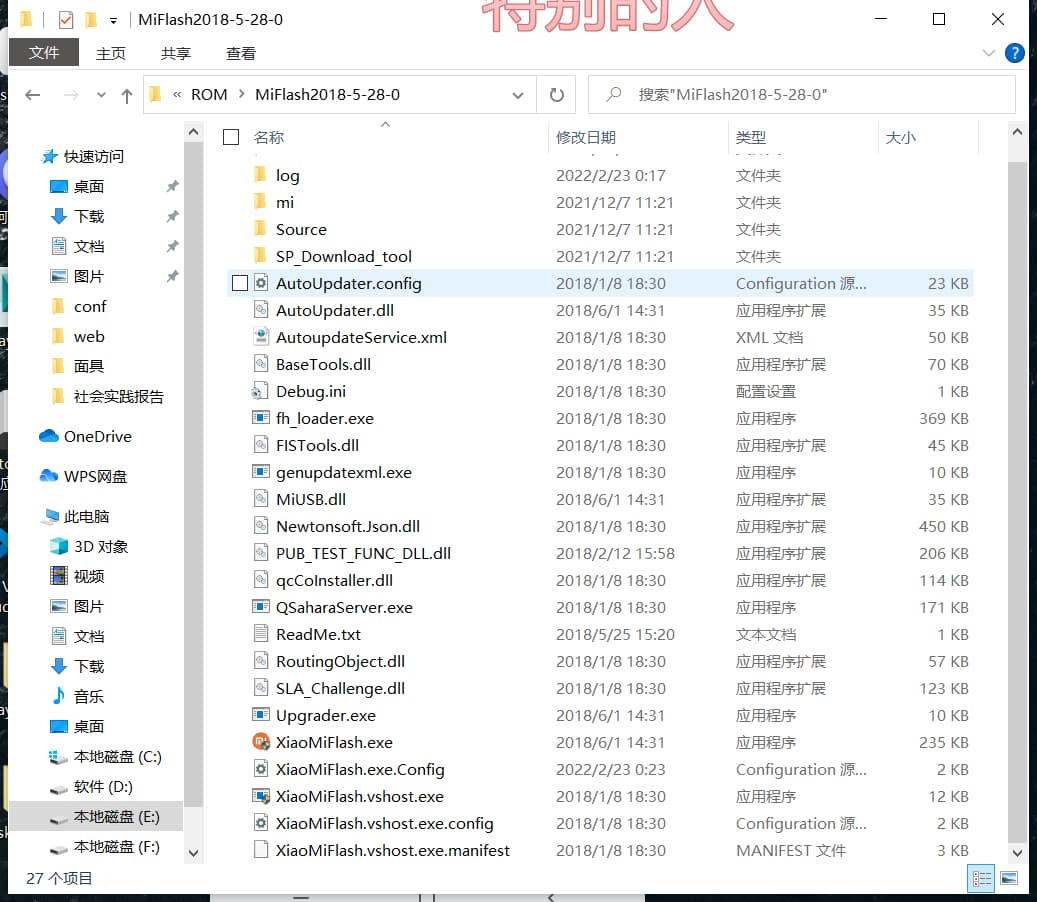 特别的人
MiFlash2018-5-28-0
文件 主页 共享 查看
« ROM > MiFlash2018-5-28-0 搜索"MiFlash2018-5-28-0"
名称 修改日期 类型 大小
快速访问
桌面
下载
文档
图片
conf
web
面具
社会实践报告
OneDrive
WPS网盘
此电脑
3D 对象
视频
图片
文档
下载
音乐
桌面
本地磁盘 (C:)
软件 (D:)
本地磁盘 (E:)
本地磁盘 (F:)
log 2022/2/23 0:17 文件夹
mi 2021/12/7 11:21 文件夹
Source 2021/12/7 11:21 文件夹
SP_Download_tool 2021/12/7 11:21 文件夹
AutoUpdater.config 2018/1/8 18:30 Configuration 源... 23 KB
AutoUpdater.dll 2018/6/1 14:31 应用程序扩展 35 KB
AutoupdateService.xml 2018/1/8 18:30 XML 文档 50 KB
BaseTools.dll 2018/1/8 18:30 应用程序扩展 70 KB
Debug.ini 2018/1/8 18:30 配置设置 1 KB
fh_loader.exe 2018/1/8 18:30 应用程序 369 KB
FISTools.dll 2018/1/8 18:30 应用程序扩展 45 KB
genupdatexml.exe 2018/1/8 18:30 应用程序 10 KB
MiUSB.dll 2018/6/1 14:31 应用程序扩展 35 KB
Newtonsoft.Json.dll 2018/1/8 18:30 应用程序扩展 450 KB
PUB_TEST_FUNC_DLL.dll 2018/2/12 15:58 应用程序扩展 206 KB
qcCoInstaller.dll 2018/1/8 18:30 应用程序扩展 114 KB
QSaharaServer.exe 2018/1/8 18:30 应用程序 171 KB
ReadMe.txt 2018/5/25 15:20 文本文档 1 KB
RoutingObject.dll 2018/1/8 18:30 应用程序扩展 57 KB
SLA_Challenge.dll 2018/1/8 18:30 应用程序扩展 123 KB
Upgrader.exe 2018/6/1 14:31 应用程序 10 KB
XiaoMiFlash.exe 2018/6/1 14:31 应用程序 235 KB
XiaoMiFlash.exe.Config 2022/2/23 0:23 Configuration 源... 2 KB
XiaoMiFlash.vshost.exe 2018/1/8 18:30 应用程序 12 KB
XiaoMiFlash.vshost.exe.config 2018/1/8 18:30 Configuration 源... 2 KB
XiaoMiFlash.vshost.exe.manifest 2018/1/8 18:30 MANIFEST 文件 3 KB
27 个项目